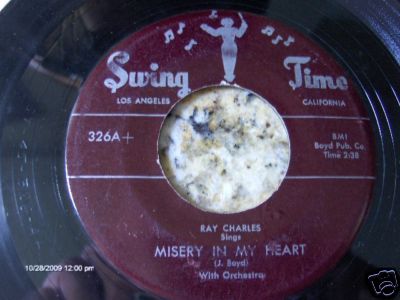 Swing Time
LOS ANGELES CALIFORNIA
326A+
BMI
Boyd Pub. Co.
Time 2:38
RAY CHARLES
Sings
MISERY IN MY HEART
(J. Boyd)
With Orchestra
10/28/2009 12:00 pm